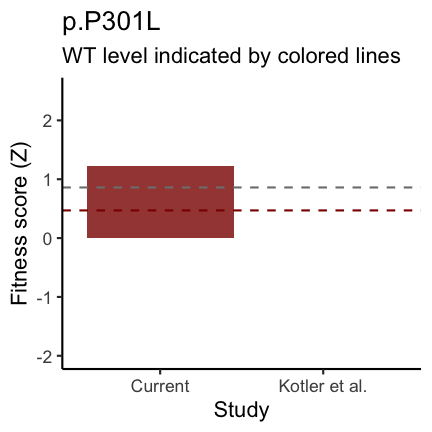 p.P301L
WT level indicated by colored lines
Fitness score (Z)
2
1
0
-1
-2
Current
Kotler et al.
Study